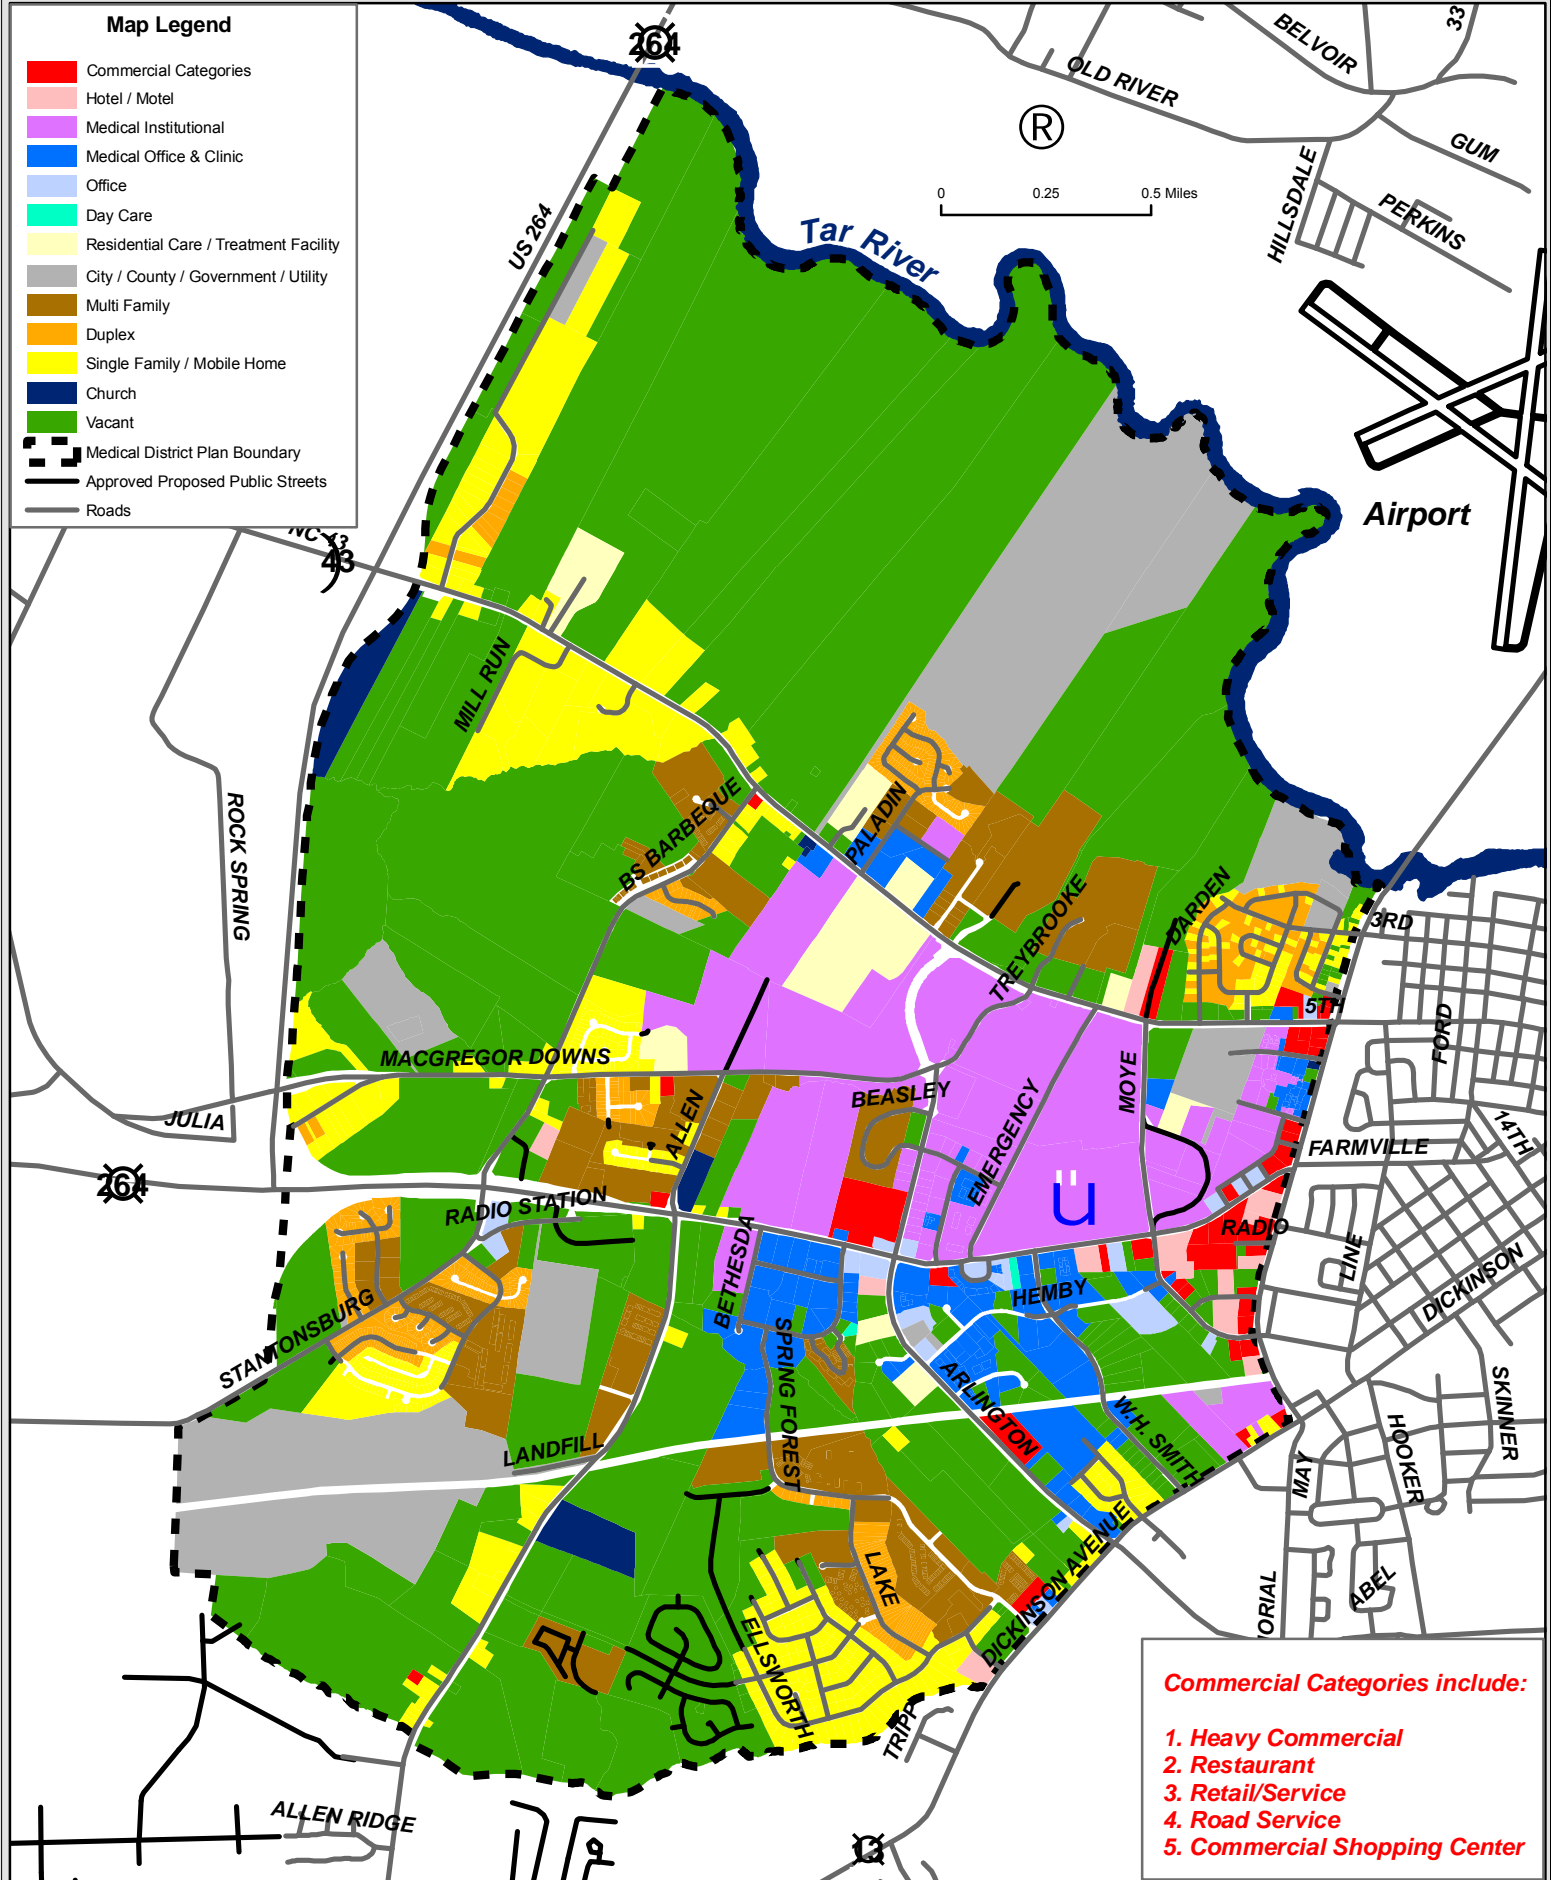 Map Legend
Commercial Categories
Hotel / Motel
Medical Institutional
Medical Office & Clinic
Office
Day Care
Residential Care / Treatment Facility
City / County / Government / Utility
Multi Family
Duplex
Single Family / Mobile Home
Church
Vacant
Medical District Plan Boundary
Approved Proposed Public Streets
Roads
264
BELVOIR
33
OLD RIVER
®
GUM
HILLSDALE
PERKINS
0 0.25 0.5 Miles
US 264
Tar River
Airport
NC 43
43
MILL RUN
ROCK SPRING
BS BARBEQUE
PALADIN
TREYBROOKE
DARDEN
3RD
5TH
FORD
MACGREGOR DOWNS
JULIA
BEASLEY
MOYE
EMERGENCY
ALLEN
14TH
FARMVILLE
264
ü
RADIO STATION
BETHESDA
RADIO
LINE
DICKINSON
HEMBY
STANTONSBURG
SPRING FOREST
ARLINGTON
W.H. SMITH
SKINNER
HOOKER
MAY
LANDFILL
DICKINSON AVENUE
LAKE
ABEL
ORIAL
ELLSWORTH
TRIPP
ALLEN RIDGE
13
Commercial Categories include:
1. Heavy Commercial
2. Restaurant
3. Retail/Service
4. Road Service
5. Commercial Shopping Center